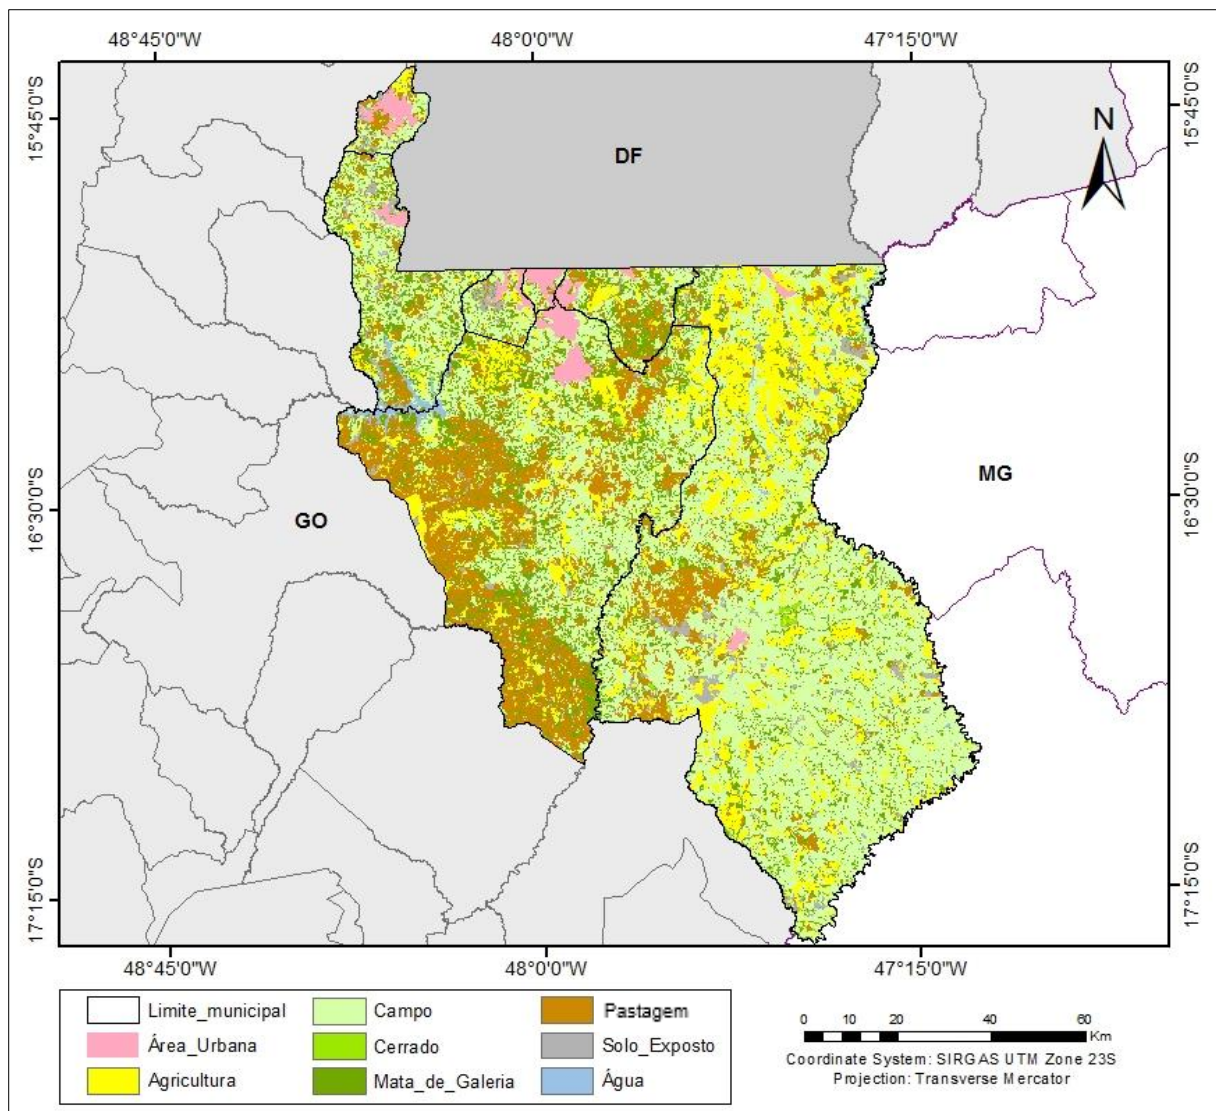 48°45'0"W 48°0'0"W 47°15'0"W
15°45'0"S 15°45'0"S
N
DF
MG
16°30'0"S 16°30'0"S
GO
17°15'0"S 17°15'0"S
48°45'0"W 48°0'0"W 47°15'0"W
Limite_municipal Campo Pastagem
Área_Urbana Cerrado Solo_Exposto
Agricultura Mata_de_Galeria Água
0 10 20 40 60
Km
Coordinate System: SIRGAS UTM Zone 23S
Projection: Transverse Mercator